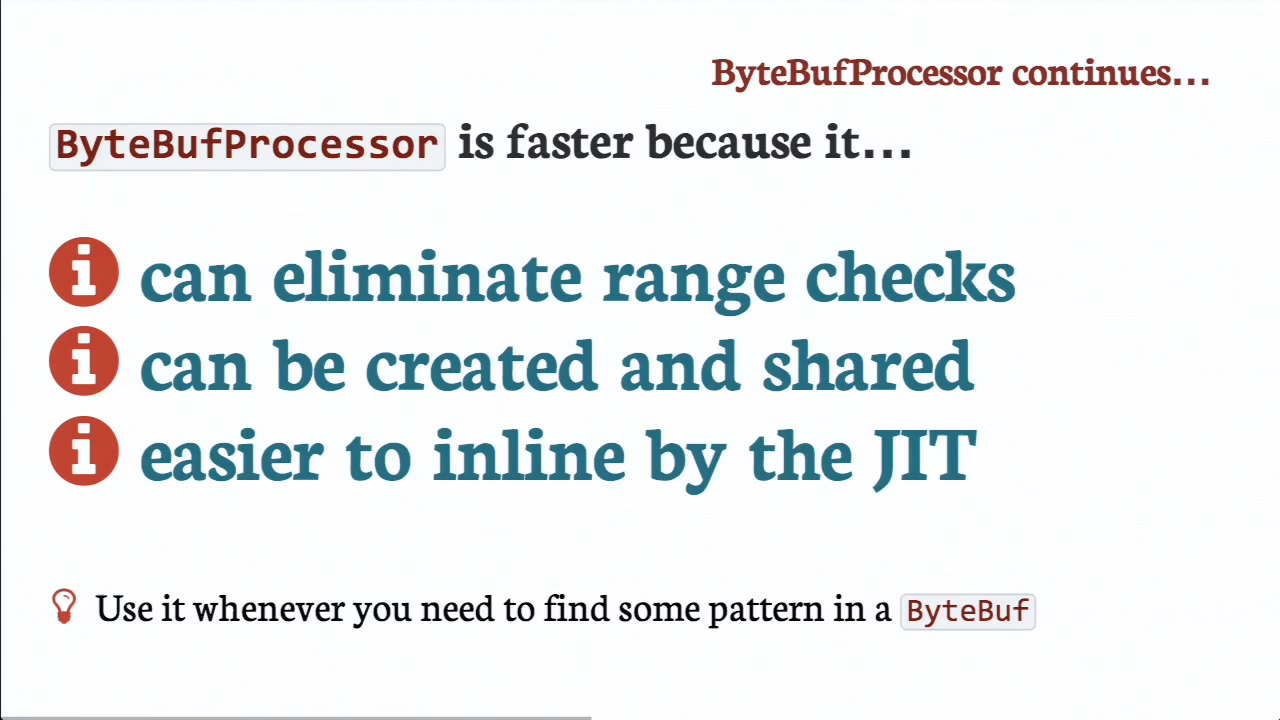 ByteBufProcessor continues...
ByteBufProcessor is faster because it...
can eliminate range checks
can be created and shared
easier to inline by the JIT
Use it whenever you need to find some pattern in a ByteBuf